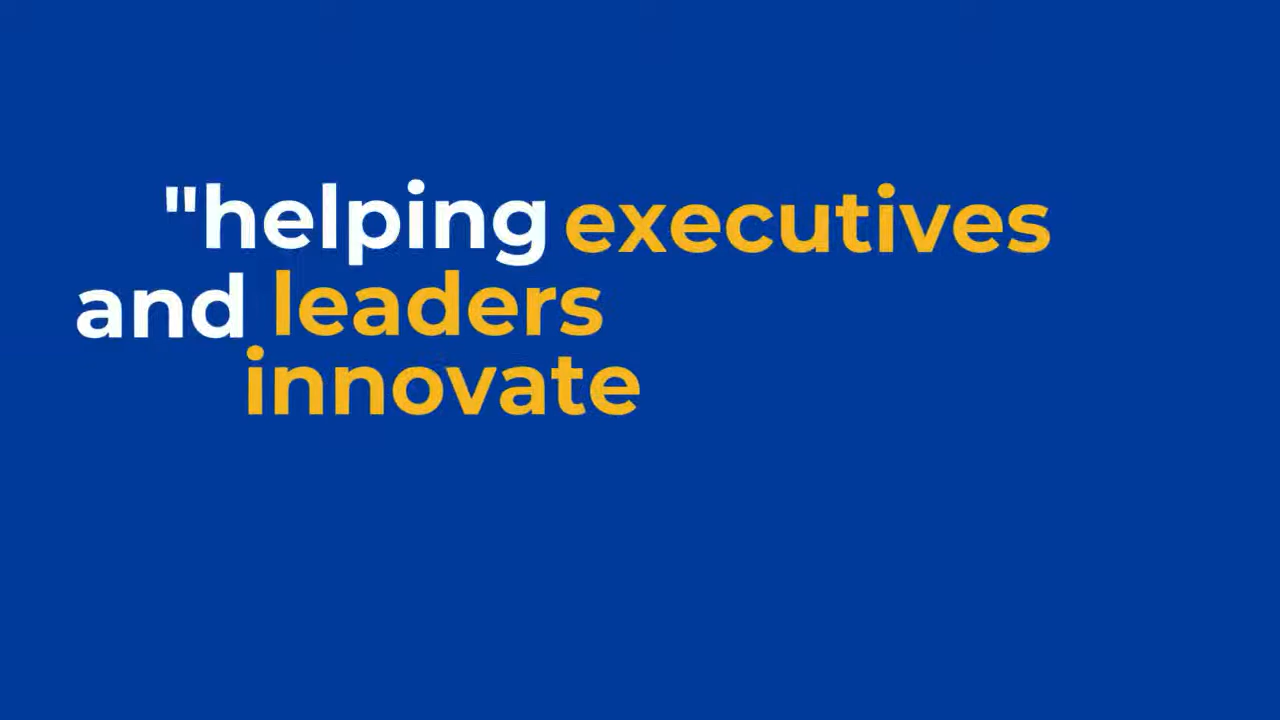 "helping executives
and leaders
innovate